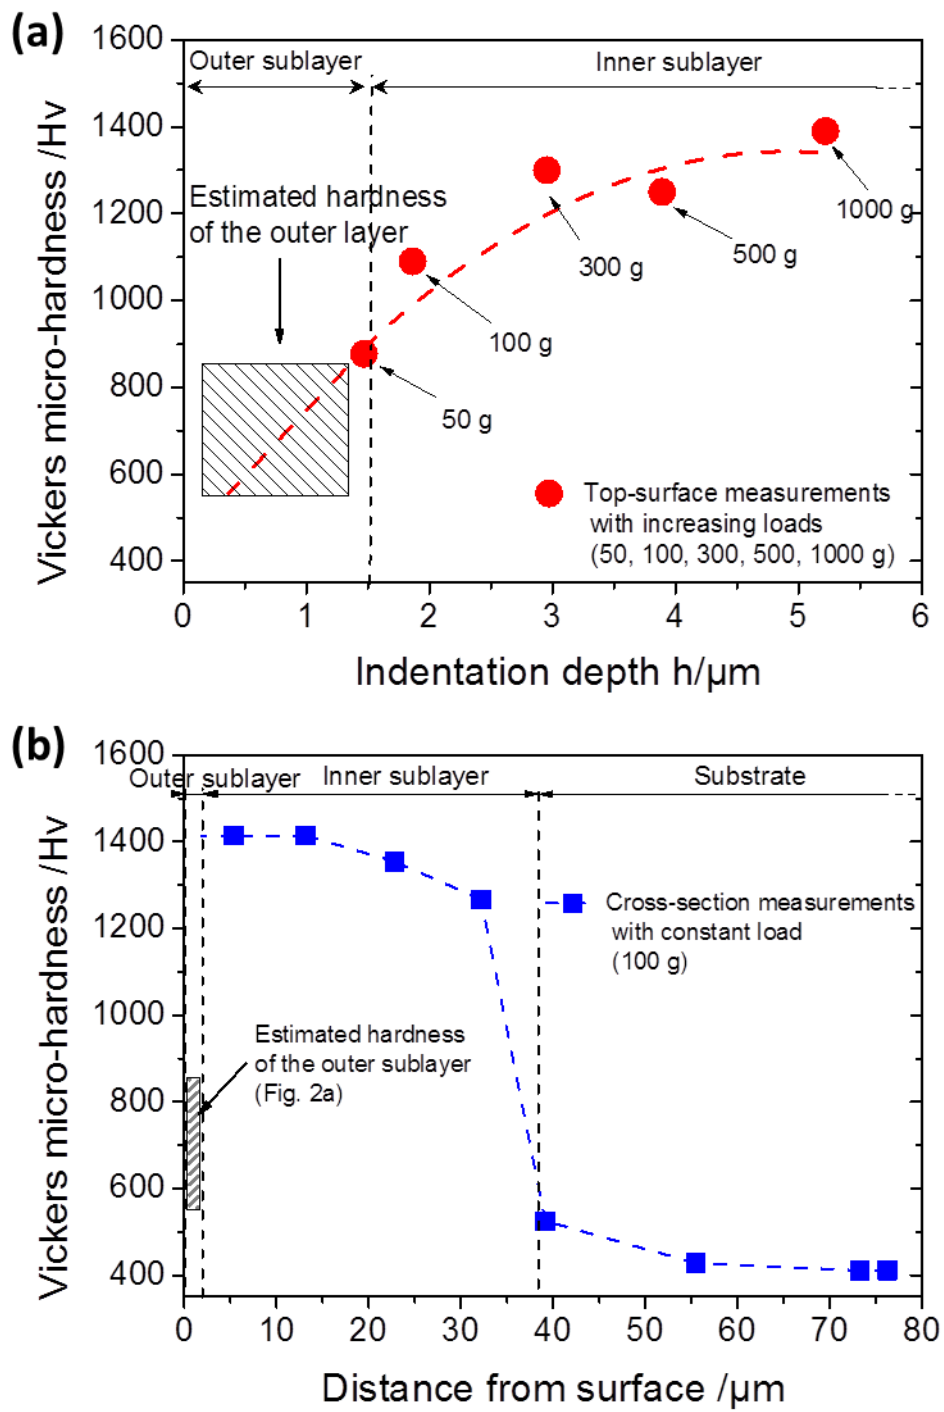 (a)
1600
1400
1200
1000
800
600
400
Vickers micro-hardness /Hv
Outer sublayer
Inner sublayer
Estimated hardness
of the outer layer
1000 g
500 g
300 g
100 g
50 g
Top-surface measurements
with increasing loads
(50, 100, 300, 500, 1000 g)
0 1 2 3 4 5 6
Indentation depth h/µm
(b)
1600
1400
1200
1000
800
600
400
Vickers micro-hardness /Hv
Outer sublayer
Inner sublayer
Substrate
Cross-section measurements
with constant load
(100 g)
Estimated hardness
of the outer sublayer
(Fig. 2a)
0 10 20 30 40 50 60 70 80
Distance from surface /µm